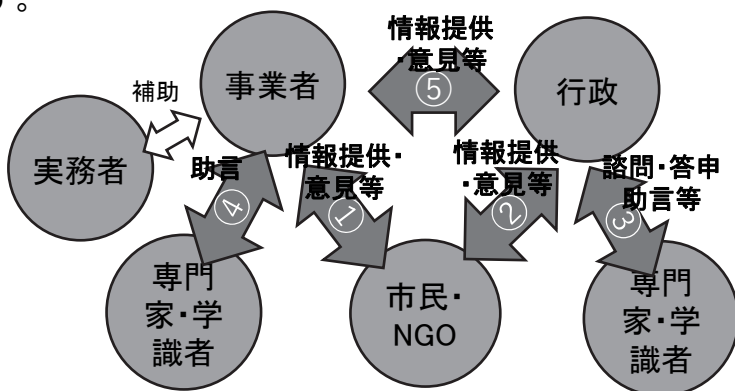 。
情報提供
・意見等
⑤
事業者
行政
補助
実務者
助言
④
情報提供・
意見等
①
情報提供
・意見等
②
諮問・答申
助言等
③
専門
家・学
識者
市民・
NGO
専門
家・学
識者